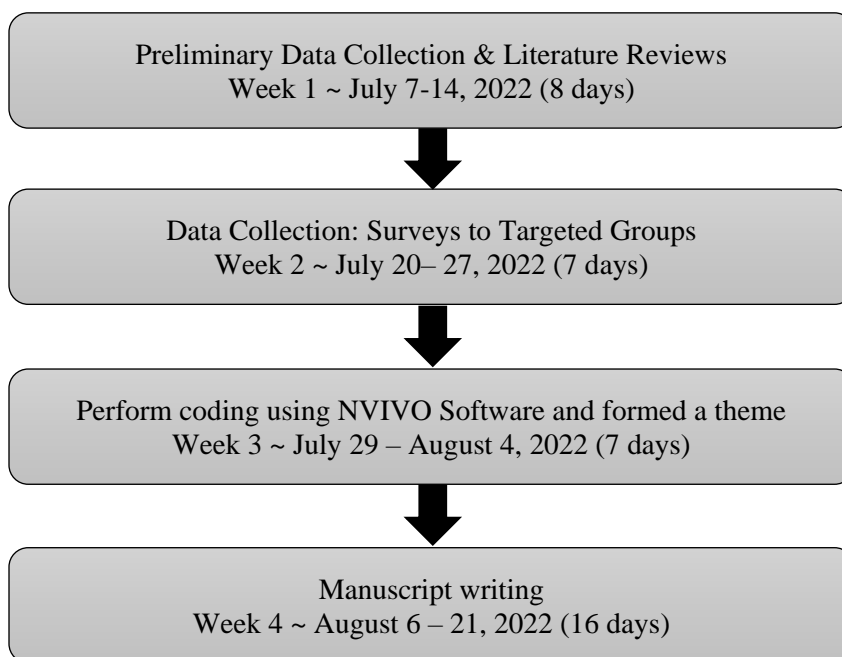 Preliminary Data Collection & Literature Reviews
Week 1 ~ July 7-14, 2022 (8 days)
Data Collection: Surveys to Targeted Groups
Week 2 ~ July 20– 27, 2022 (7 days)
Perform coding using NVIVO Software and formed a theme
Week 3 ~ July 29 – August 4, 2022 (7 days)
Manuscript writing
Week 4 ~ August 6 – 21, 2022 (16 days)